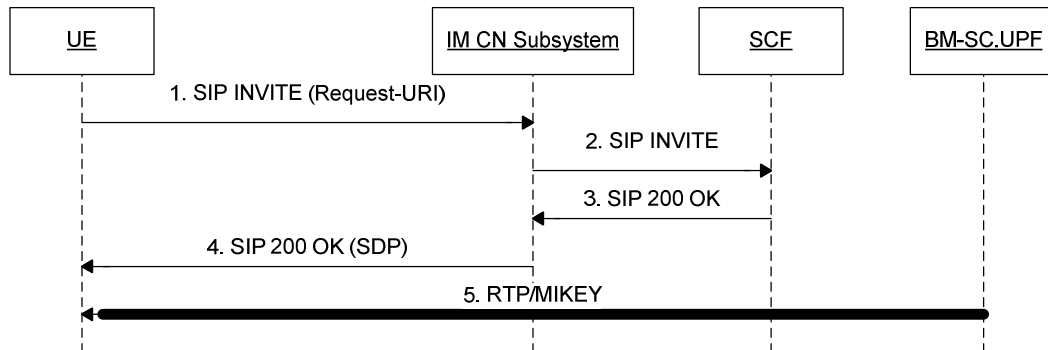 UE
IM CN Subsystem
SCF
BM-SC.UPF
1. SIP INVITE (Request-URI)
2. SIP INVITE
3. SIP 200 OK
4. SIP 200 OK (SDP)
5. RTP/MIKEY